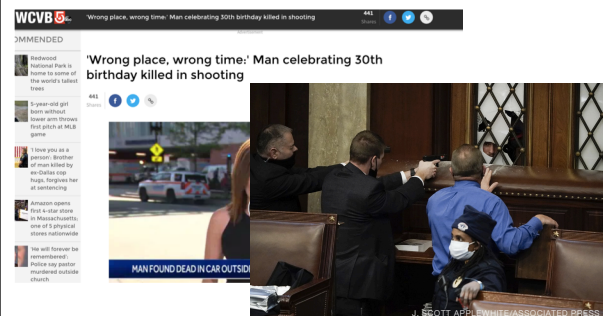 WCVB 5
'Wrong place, wrong time:' Man celebrating 30th birthday killed in shooting
441
Shares
OMMENDED
Redwood
National Park is
home to some of
the world's tallest
trees
5-year-old girl
born without
lower arm throws
first pitch at MLB
game
'I love you as a
person': Brother
of man killed by
ex-Dallas cop
hugs, forgives her
at sentencing
Amazon opens
first 4-star store
in Massachusetts;
one of 5 physical
stores nationwide
'He will forever be
remembered':
Police say pastor
murdered outside
church
Advertisement
'Wrong place, wrong time:' Man celebrating 30th
birthday killed in shooting
441
Shares
MAN FOUND DEAD IN CAR OUTSID
J. SCOTT APPLEWHITE/ASSOCIATED PRESS